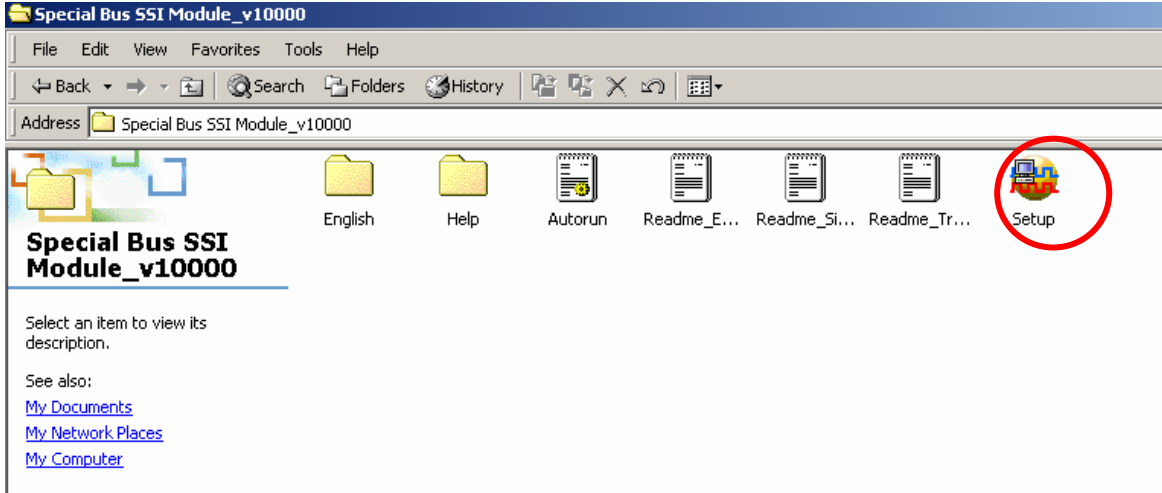 Special Bus SSI Module_v10000
File Edit View Favorites Tools Help
Back Search Folders History
Address Special Bus SSI Module_v10000
English Help Autorun Readme_E... Readme_Si... Readme_Tr... Setup
Special Bus SSI
Module_v10000
Select an item to view its
description.
See also:
My Documents
My Network Places
My Computer